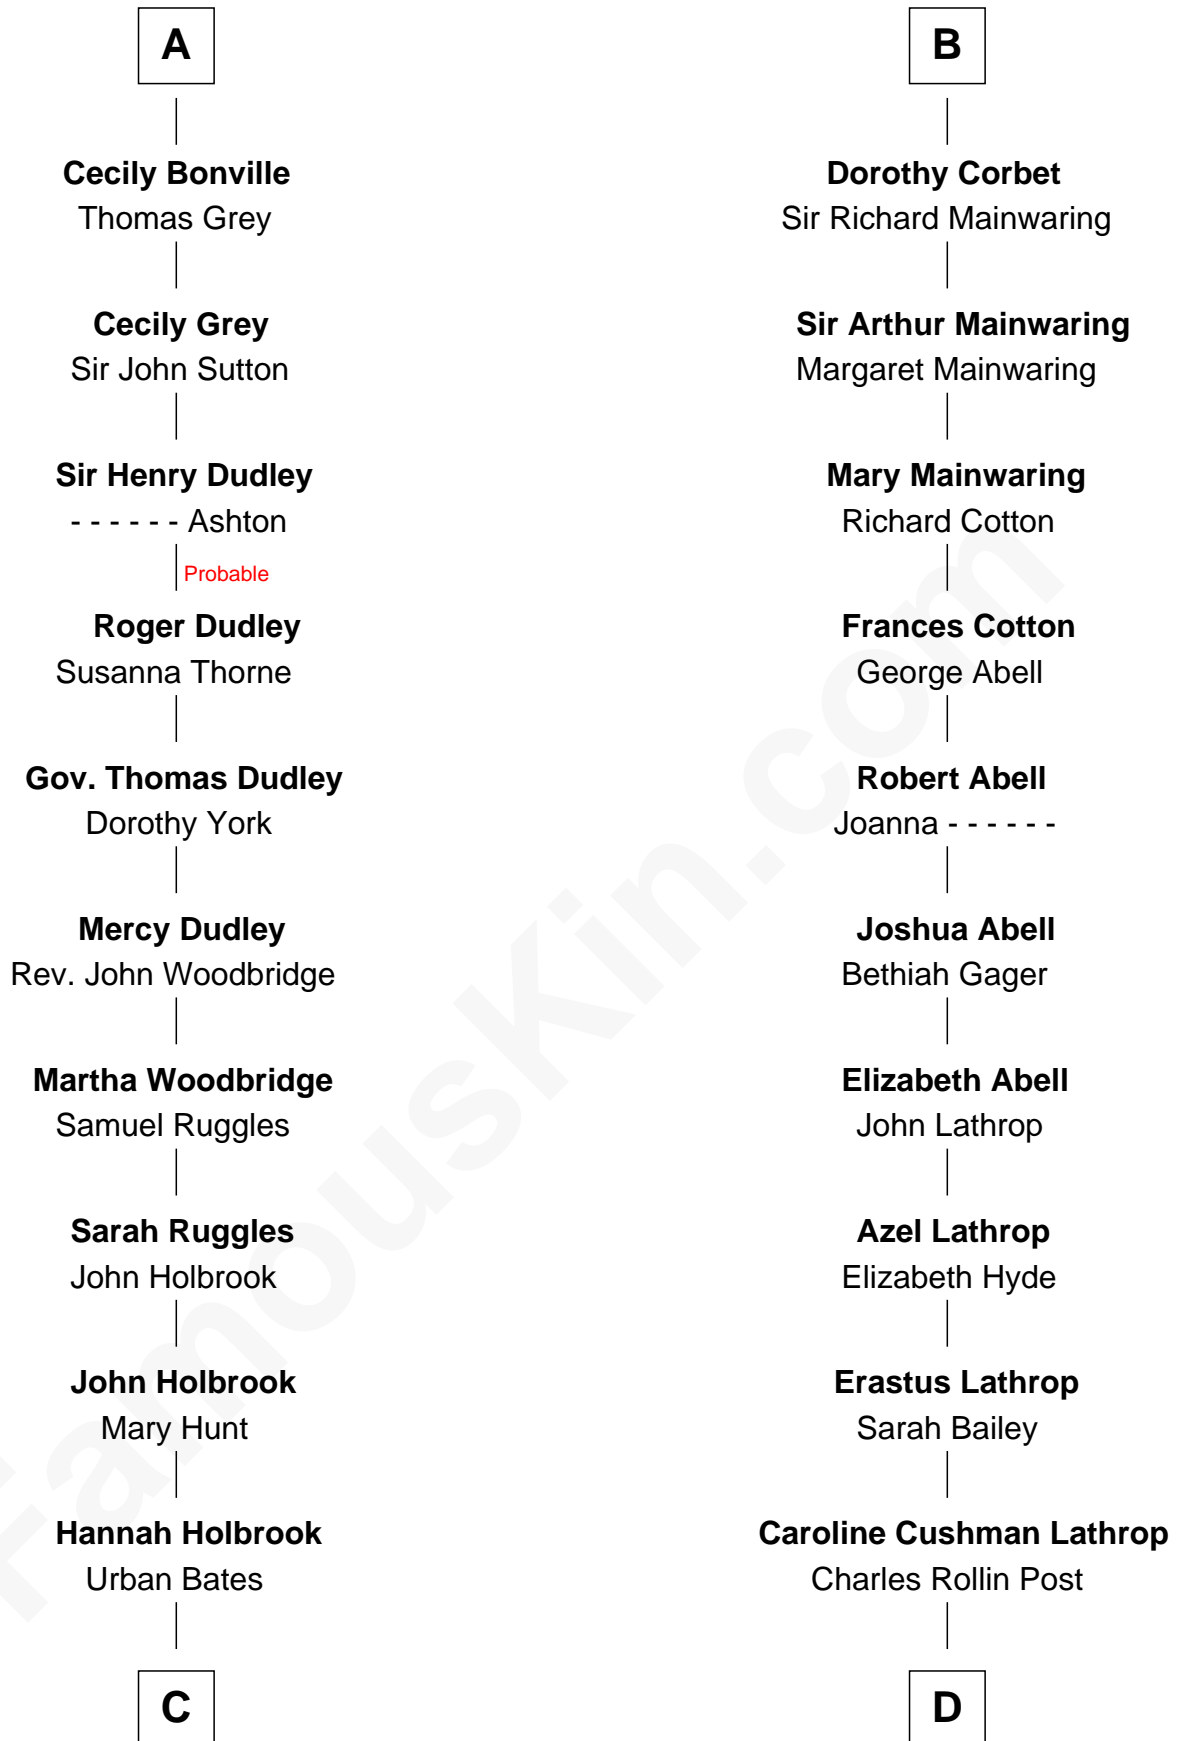 A
Cecily Bonville
Thomas Grey
Cecily Grey
Sir John Sutton
Sir Henry Dudley
- - - - - - Ashton
Probable
Roger Dudley
Susanna Thorne
Gov. Thomas Dudley
Dorothy York
Mercy Dudley
Rev. John Woodbridge
Martha Woodbridge
Samuel Ruggles
Sarah Ruggles
John Holbrook
John Holbrook
Mary Hunt
Hannah Holbrook
Urban Bates
C
B
Dorothy Corbet
Sir Richard Mainwaring
Sir Arthur Mainwaring
Margaret Mainwaring
Mary Mainwaring
Richard Cotton
Frances Cotton
George Abell
Robert Abell
Joanna - - - - - -
Joshua Abell
Bethiah Gager
Elizabeth Abell
John Lathrop
Azel Lathrop
Elizabeth Hyde
Erastus Lathrop
Sarah Bailey
Caroline Cushman Lathrop
Charles Rollin Post
D
FamousKin.com